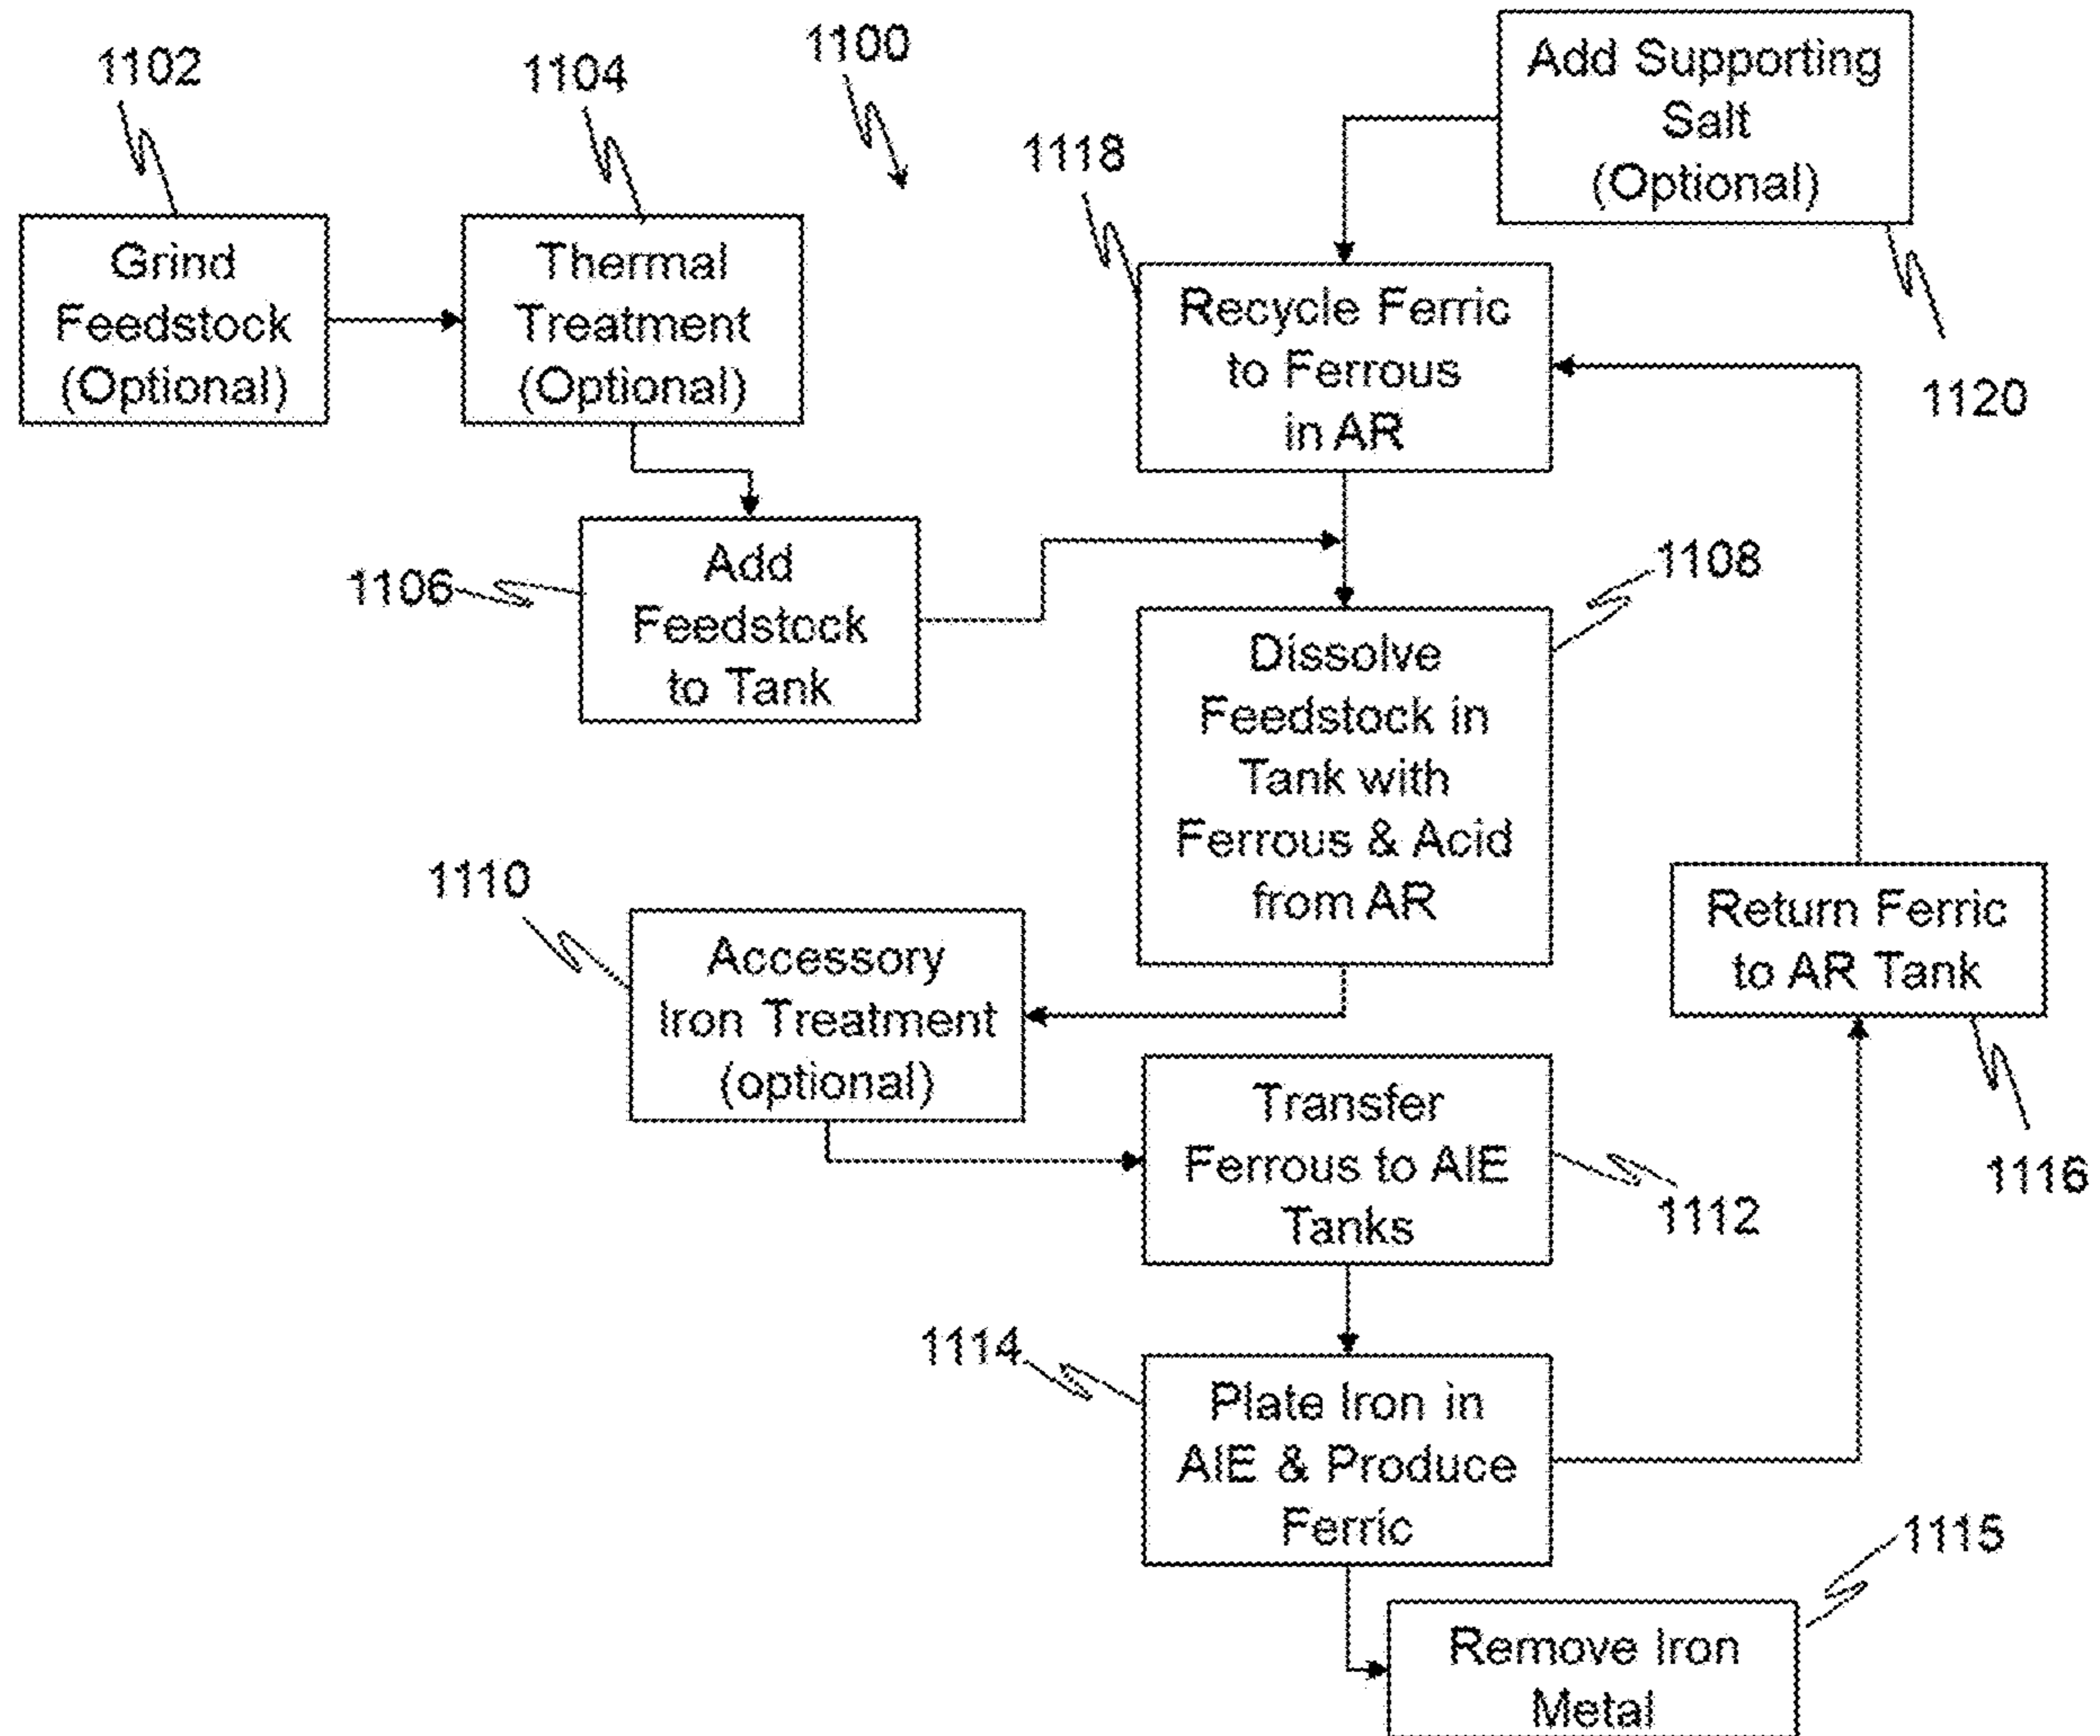 1102
1104
1100
Add Supporting
Salt
(Optional)
1118
Grind
Feedstock
(Optional)
Thermal
Treatment
(Optional)
Recycle Ferric
to Ferrous
in AR
1120
1106
Add
Feedstock
to Tank
1108
Dissolve
Feedstock in
Tank with
Ferrous & Acid
from AR
1110
Accessory
Iron Treatment
(optional)
Return Ferric
to AR Tank
1116
Transfer
Ferrous to AIE
Tanks
1112
1114
Plate Iron in
AIE & Produce
Ferric
1115
Remove Iron
Metal